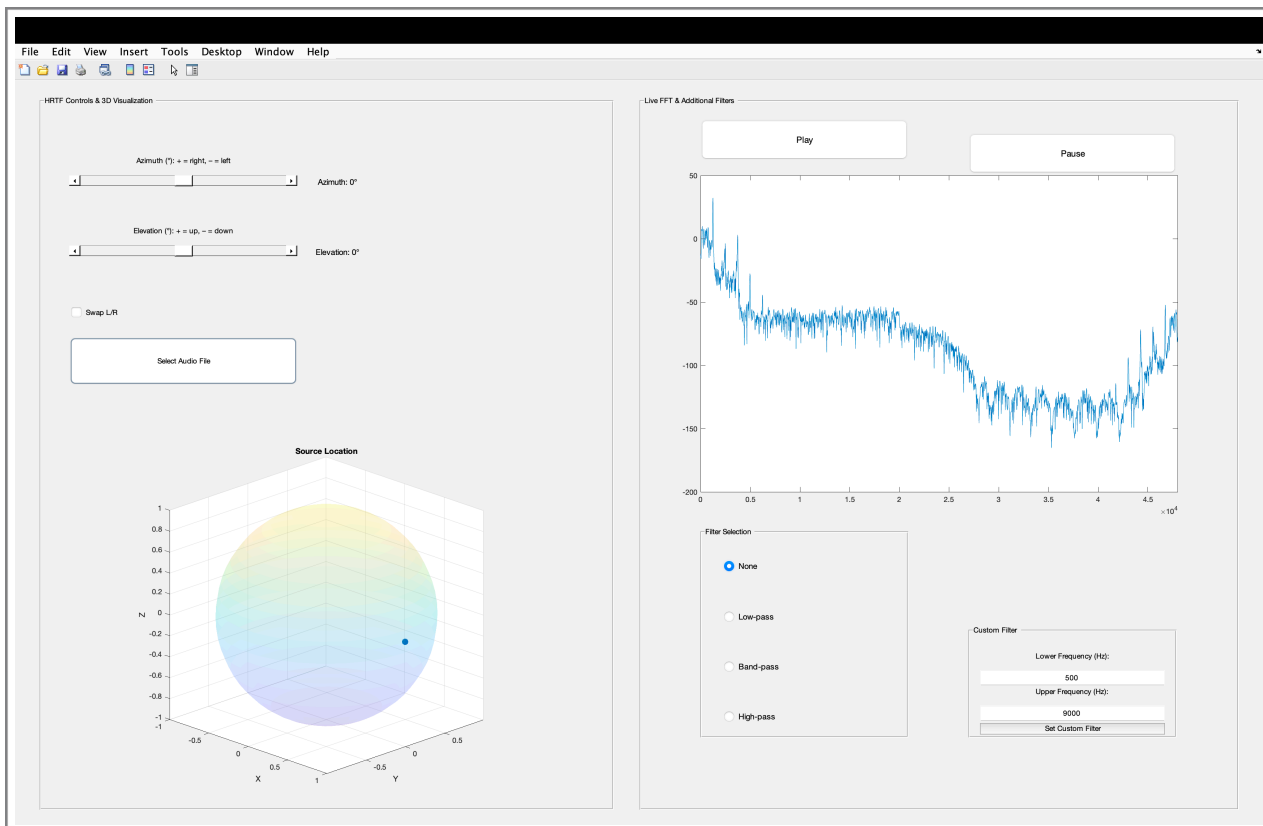 File Edit View Insert Tools Desktop Window Help
HRTF Controls & 3D Visualization
Azimuth (°): + = right, – = left
Azimuth: 0°
Elevation (°): + = up, – = down
Elevation: 0°
Swap L/R
Select Audio File
Source Location
1
0.8
0.6
0.4
0.2
0
-0.2
-0.4
-0.6
-0.8
-1
Z
-1
-0.5
0
0.5
1
X
-0.5
0
0.5
Y
Live FFT & Additional Filters
Play
Pause
50
0
-50
-100
-150
-200
0 0.5 1 1.5 2 2.5 3 3.5 4 4.5
×10⁴
Filter Selection
None
Low-pass
Band-pass
High-pass
Custom Filter
Lower Frequency (Hz):
500
Upper Frequency (Hz):
9000
Set Custom Filter